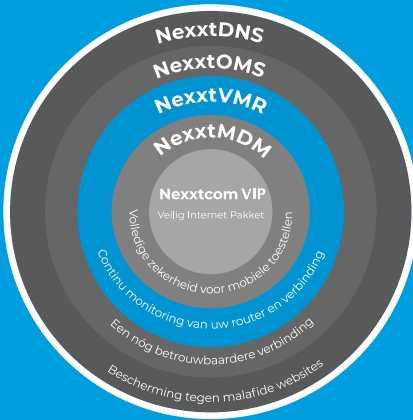 NexxtDNS
NexxtOMS
NexxtVMR
NexxtMDM
Nexxtcom VIP
Veilig Internet Pakket
Volledige zekerheid voor mobiele toestellen
Continu monitoring van uw router en verbinding
Een nóg betrouwbaardere verbinding
Bescherming tegen malafide websites